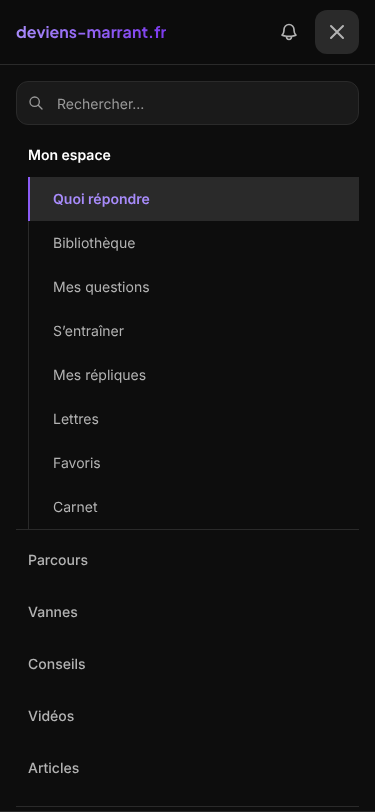 deviens-marrant.fr
Rechercher...
Mon espace
Quoi répondre
Bibliothèque
Mes questions
S’entraîner
Mes répliques
Lettres
Favoris
Carnet
Parcours
Vannes
Conseils
Vidéos
Articles